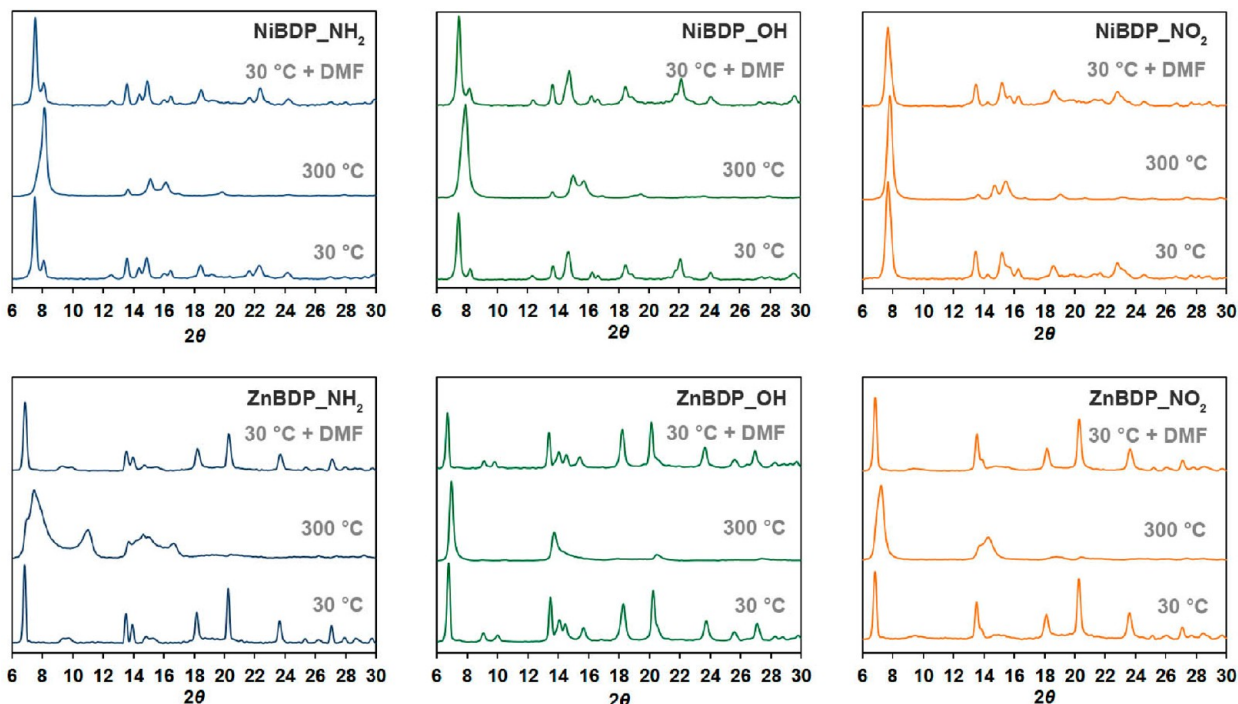 NiBDP_NH₂
30 °C + DMF
300 °C
30 °C
6 8 10 12 14 16 18 20 22 24 26 28 30
2θ
NiBDP_OH
30 °C + DMF
300 °C
30 °C
6 8 10 12 14 16 18 20 22 24 26 28 30
2θ
NiBDP_NO₂
30 °C + DMF
300 °C
30 °C
6 8 10 12 14 16 18 20 22 24 26 28 30
2θ
ZnBDP_NH₂
30 °C + DMF
300 °C
30 °C
6 8 10 12 14 16 18 20 22 24 26 28 30
2θ
ZnBDP_OH
30 °C + DMF
300 °C
30 °C
6 8 10 12 14 16 18 20 22 24 26 28 30
2θ
ZnBDP_NO₂
30 °C + DMF
300 °C
30 °C
6 8 10 12 14 16 18 20 22 24 26 28 30
2θ